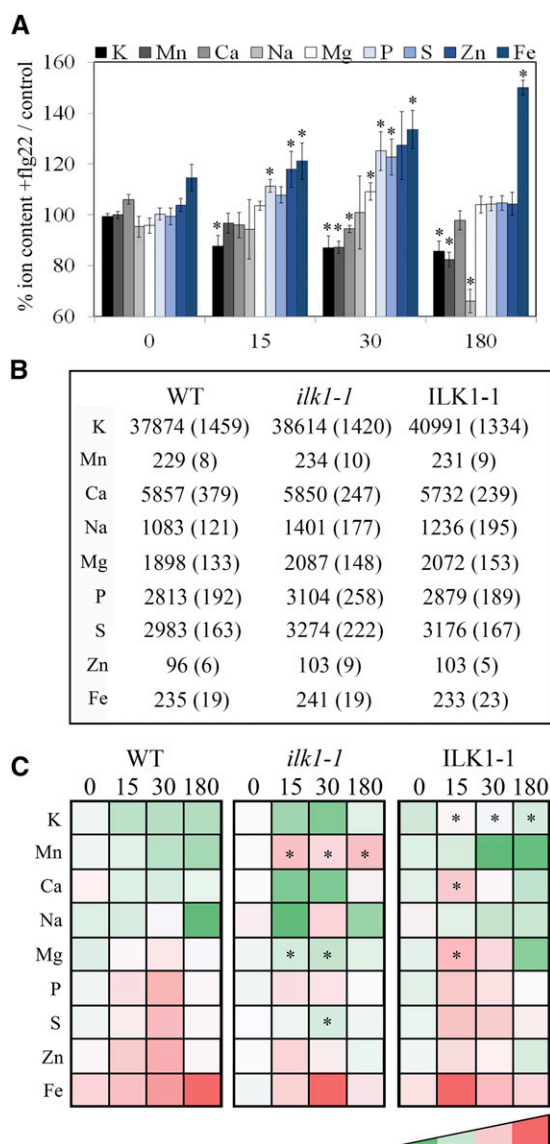 A
K Mn Ca Na Mg P S Zn Fe
% ion content +flg22 / control
160
140
120
100
80
60
* * * * * * * * * * * * * * * *
0 15 30 180
B
WT ilk1-1 ILK1-1
K 37874 (1459) 38614 (1420) 40991 (1334)
Mn 229 (8) 234 (10) 231 (9)
Ca 5857 (379) 5850 (247) 5732 (239)
Na 1083 (121) 1401 (177) 1236 (195)
Mg 1898 (133) 2087 (148) 2072 (153)
P 2813 (192) 3104 (258) 2879 (189)
S 2983 (163) 3274 (222) 3176 (167)
Zn 96 (6) 103 (9) 103 (5)
Fe 235 (19) 241 (19) 233 (23)
C
WT ilk1-1 ILK1-1
0 15 30 180 0 15 30 180 0 15 30 180
K * * *
Mn * * *
Ca *
Na
Mg * * *
P
S *
Zn
Fe